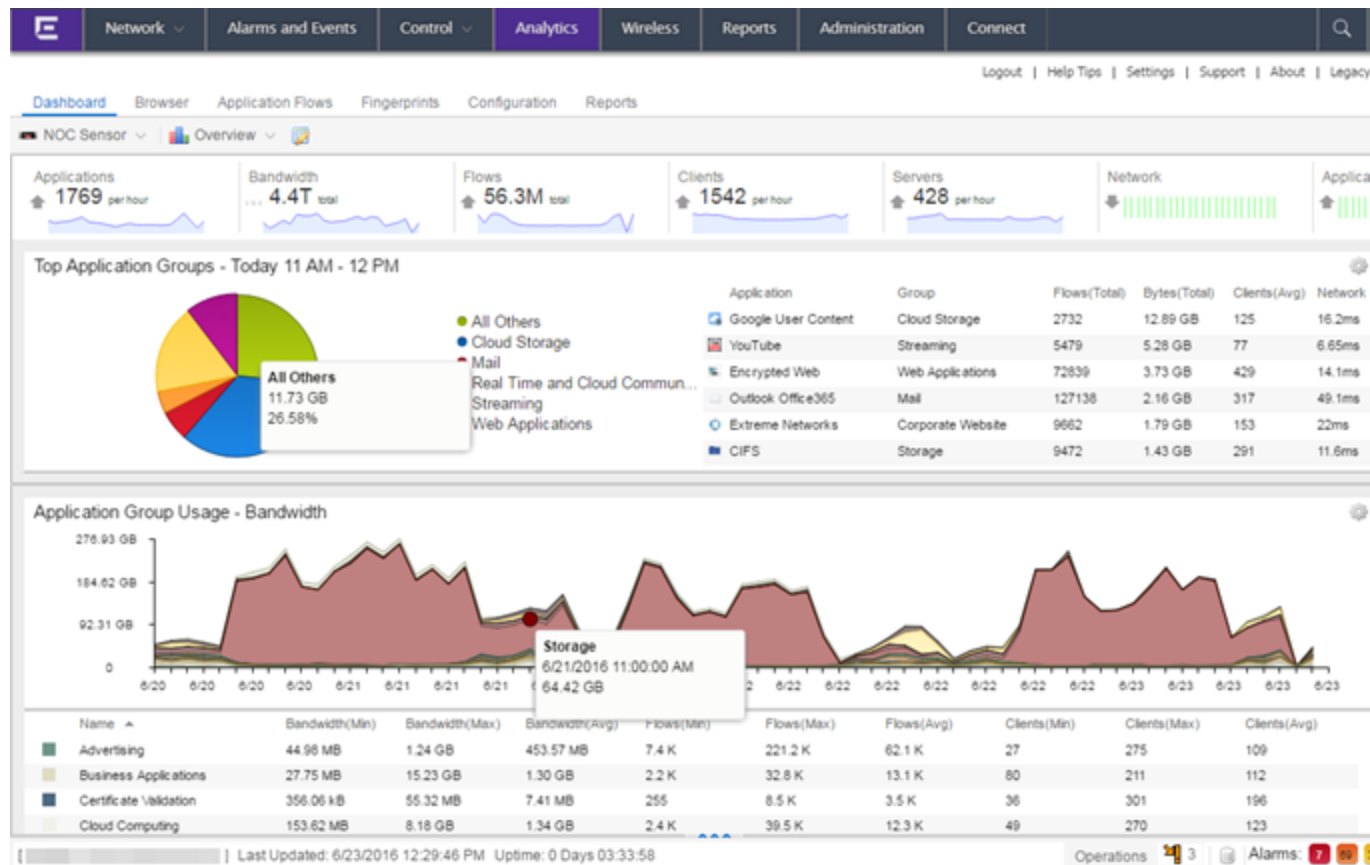 Network Alarms and Events Control Analytics Wireless Reports Administration Connect
Logout | Help Tips | Settings | Support | About | Legacy
Dashboard Browser Application Flows Fingerprints Configuration Reports
NOC Sensor Overview
Applications Bandwidth Flows Clients Servers Network Applica
1769 per hour ... 4.4T total 56.3M total 1542 per hour 428 per hour
Top Application Groups - Today 11 AM - 12 PM
All Others
Cloud Storage
Mail
Real Time and Cloud Commun...
Streaming
Web Applications
All Others
11.73 GB
26.58%
Application Group Flows(Total) Bytes(Total) Clients(Avg) Network
Google User Content Cloud Storage 2732 12.89 GB 125 16.2ms
YouTube Streaming 5479 5.28 GB 77 6.65ms
Encrypted Web Web Applications 72839 3.73 GB 429 14.1ms
Outlook Office365 Mail 127138 2.16 GB 317 49.1ms
Extreme Networks Corporate Website 9662 1.79 GB 153 22ms
CIFS Storage 9472 1.43 GB 291 11.6ms
Application Group Usage - Bandwidth
276.93 GB
184.62 GB
92.31 GB
0
6/20 6/20 6/20 6/20 6/21 6/21 6/21 6/21 6/22 6/22 6/22 6/22 6/22 6/22 6/22 6/23 6/23 6/23 6/23 6/23
Storage
6/21/2016 11:00:00 AM
64.42 GB
Name Bandwidth(Min) Bandwidth(Max) Bandwidth(Avg) Flows(Min) Flows(Max) Flows(Avg) Clients(Min) Clients(Max) Clients(Avg)
Advertising 44.98 MB 1.24 GB 453.57 MB 7.4 K 221.2 K 62.1 K 27 275 109
Business Applications 27.75 MB 15.23 GB 1.30 GB 2.2 K 32.8 K 13.1 K 80 211 112
Certificate Validation 356.06 kB 55.32 MB 7.41 MB 255 8.5 K 3.5 K 36 301 196
Cloud Computing 153.62 MB 8.18 GB 1.34 GB 2.4 K 39.5 K 12.3 K 49 270 123
[ ] Last Updated: 6/23/2016 12:29:46 PM Uptime: 0 Days 03:33:58 Operations 3 Alarms: 7